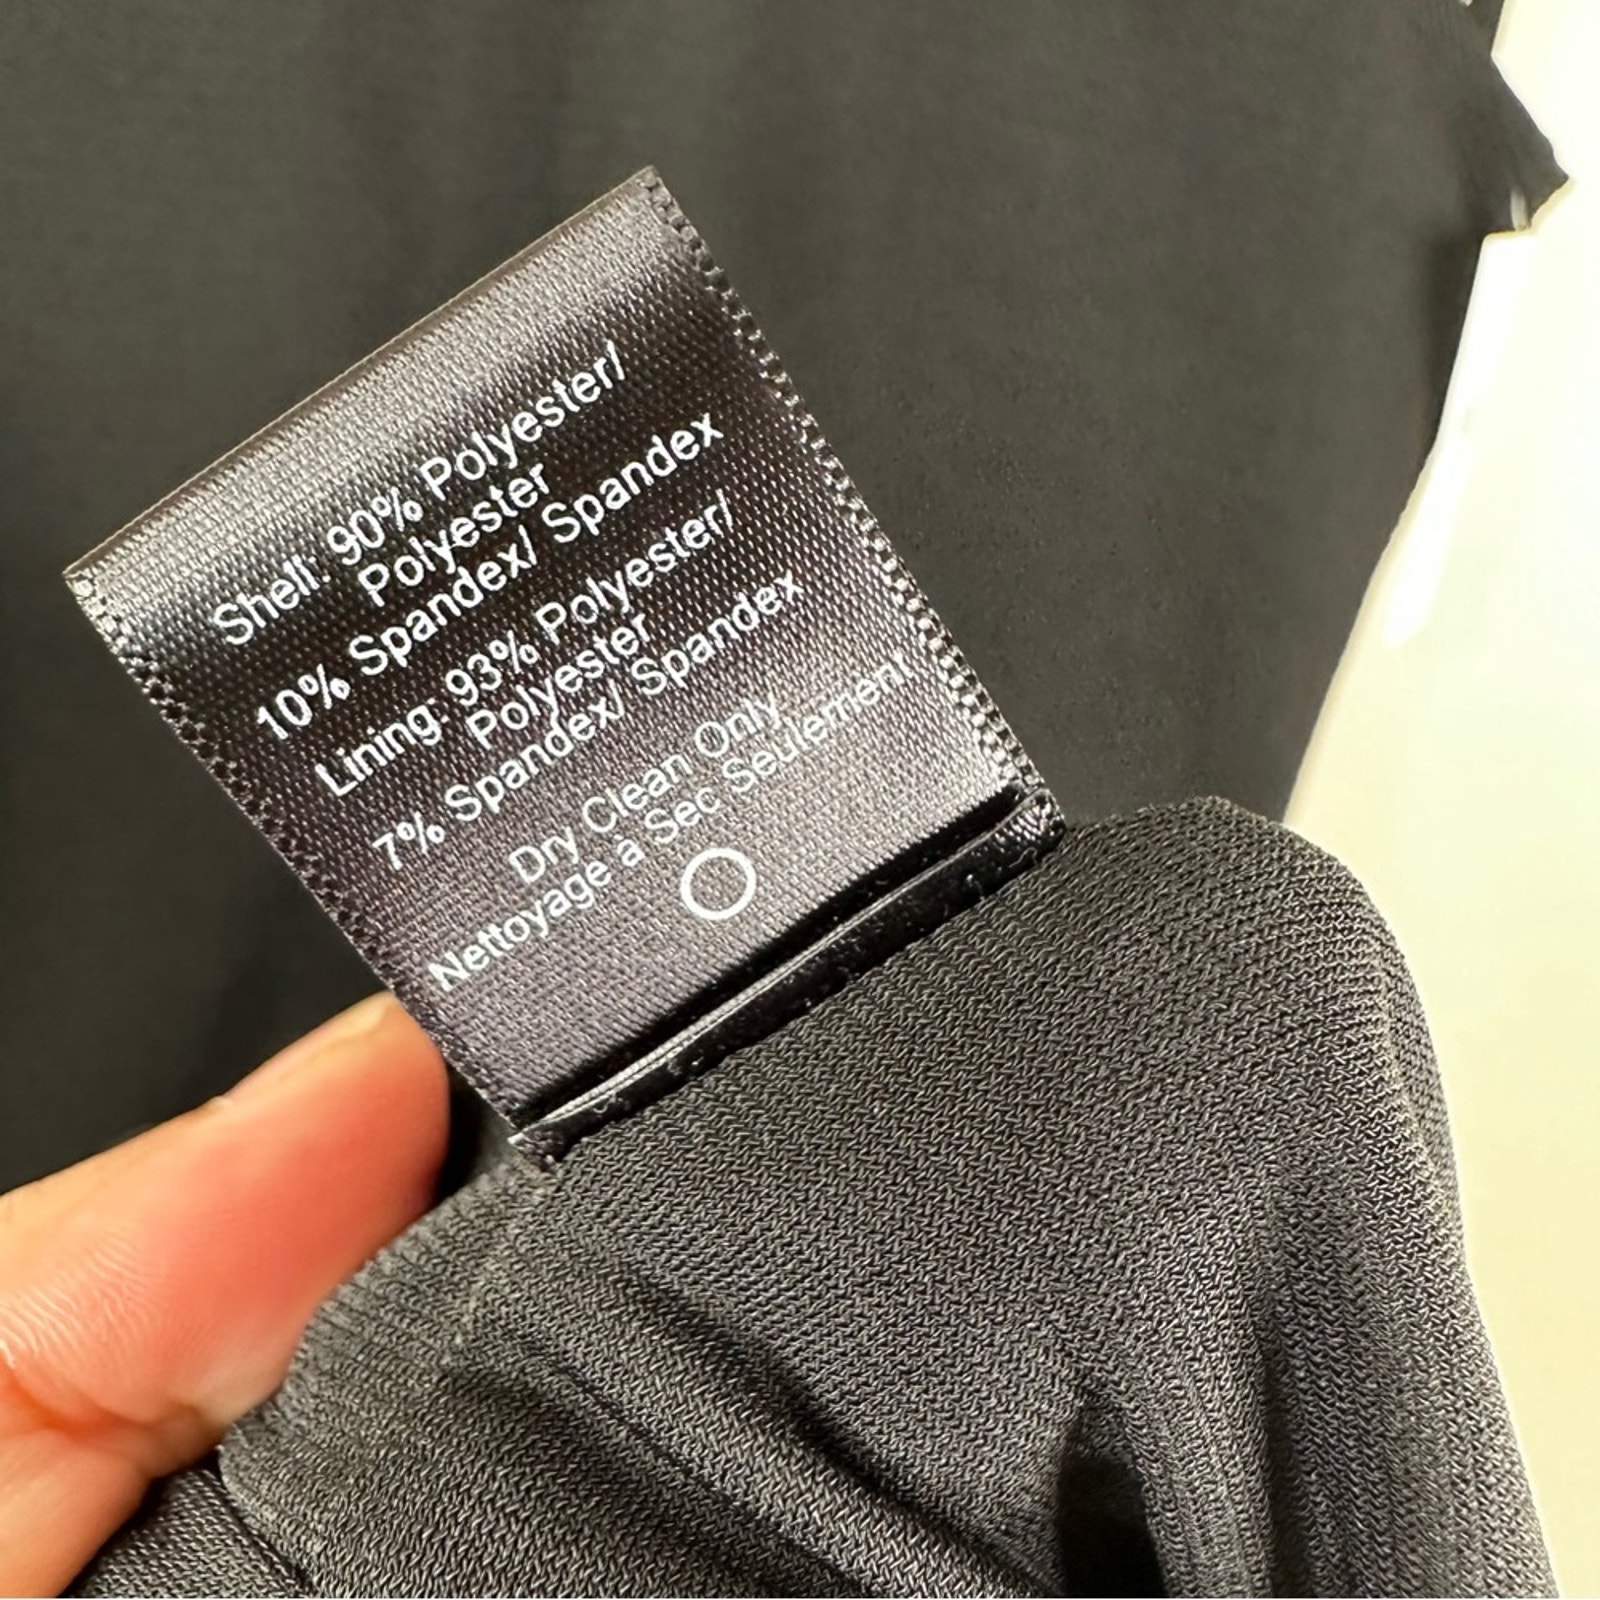 Shell: 90% Polyester/
Polyester
10% Spandex/ Spandex
Lining: 93% Polyester/
Polyester
7% Spandex/ Spandex
Dry Clean Only
Nettoyage à Sec Seulement